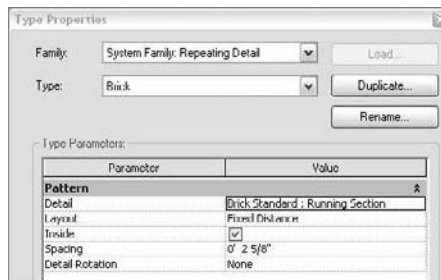 Type Properties
Family: System Family: Repeating Detail Load...
Type: Brick Duplicate...
Rename...
Type Parameters:
Parameter Value
Pattern
Detail Brick Standard : Running Section
Layout Fixed Distance
Inside
Spacing 0' 2 5/8"
Detail Rotation None